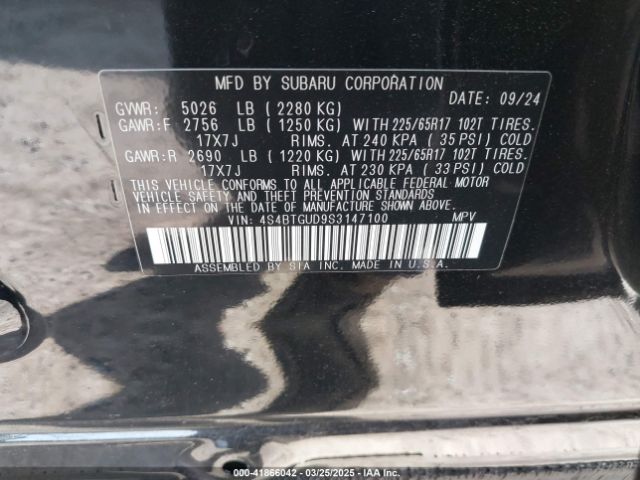 MFD BY SUBARU CORPORATION
DATE: 09/24
GVWR: 5026 LB (2280 KG)
GAWR:F 2756 LB (1250 KG) WITH 225/65R17 102T TIRES.
17X7J RIMS. AT 240 KPA (35 PSI) COLD
GAWR:R 2690 LB (1220 KG) WITH 225/65R17 102T TIRES.
17X7J RIMS. AT 230 KPA (33 PSI) COLD
THIS VEHICLE CONFORMS TO ALL APPLICABLE FEDERAL MOTOR
VEHICLE SAFETY AND THEFT PREVENTION STANDARDS
IN EFFECT ON THE DATE OF MANUFACTURE SHOWN ABOVE.
VIN: 4S4BTGUD9S3147100 MPV
ASSEMBLED BY SIA INC. IN U.S.A.
© COPART - 41866042 - 03/25/2025 - IAA Inc.